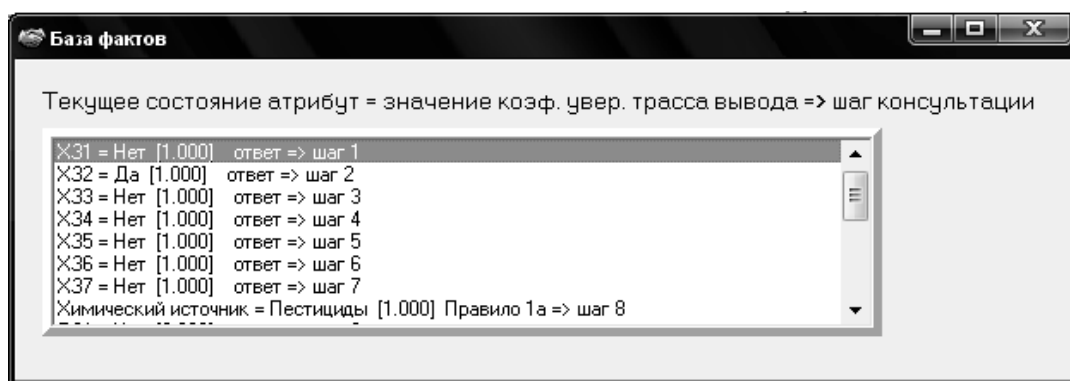 База фактов
Текущее состояние атрибут = значение коэф. увер. трасса вывода => шаг консультации
X31 = Нет [1.000] ответ => шаг 1
X32 = Да [1.000] ответ => шаг 2
X33 = Нет [1.000] ответ => шаг 3
X34 = Нет [1.000] ответ => шаг 4
X35 = Нет [1.000] ответ => шаг 5
X36 = Нет [1.000] ответ => шаг 6
X37 = Нет [1.000] ответ => шаг 7
Химический источник = Пестициды [1.000] Правило 1а => шаг 8